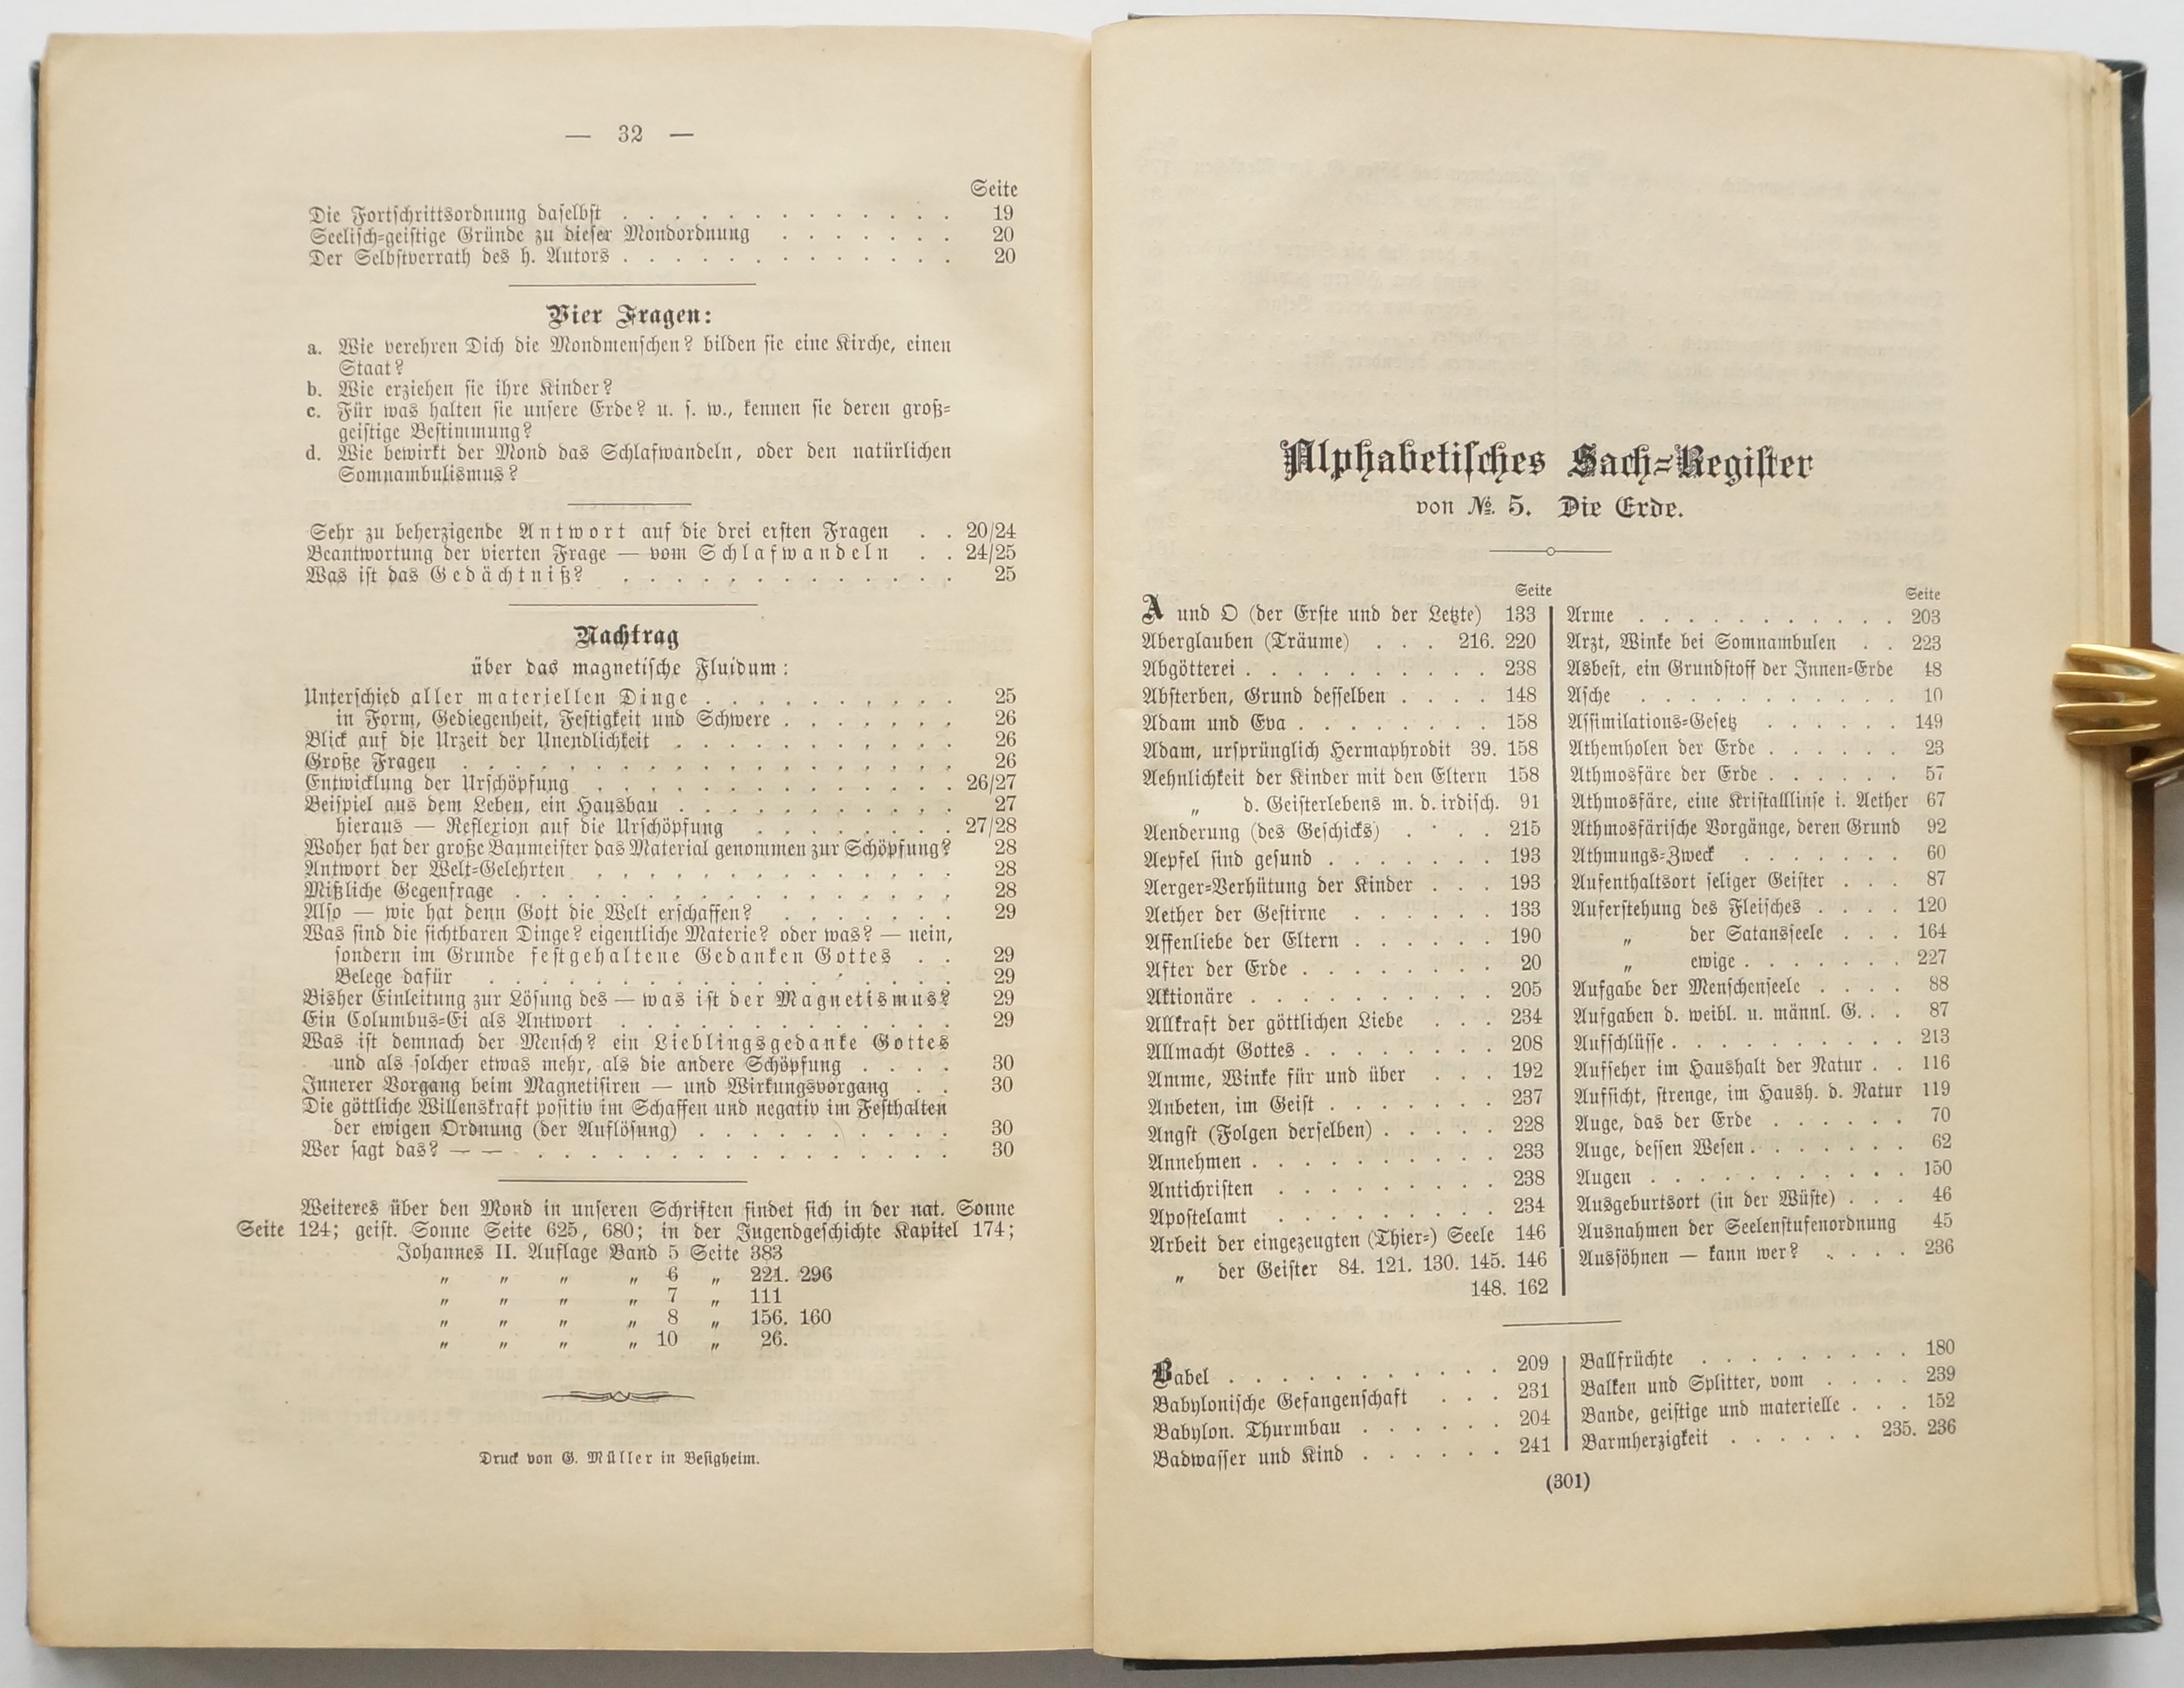 — 32 —
Seite
Die Fortschrittsordnung daselbst . . . . . . . . . . . . . 19
Seelisch-geistige Gründe zu dieser Mondordnung . . . . . . . 20
Der Selbstverrath des h. Autors . . . . . . . . . . . . . 20
Vier Fragen:
a. Wie verehren Dich die Mondmenschen? bilden sie eine Kirche, einen
Staat?
b. Wie erziehen sie ihre Kinder?
c. Für was halten sie unsere Erde? u. s. w., kennen sie deren groß-
geistige Bestimmung?
d. Wie bewirkt der Mond das Schlafwandeln, oder den natürlichen
Somnambulismus?
Sehr zu beherzigende Antwort auf die drei ersten Fragen . . 20/24
Beantwortung der vierten Frage — vom Schlafwandeln . . 24/25
Was ist das Gedächtniß? . . . . . . . . . . . . . 25
Nachtrag
über das magnetische Fluidum:
Unterschied aller materiellen Dinge . . . . . . . . . . 25
in Form, Gediegenheit, Festigkeit und Schwere . . . . . . . 26
Blick auf die Urzeit der Unendlichkeit . . . . . . . . . . . 26
Große Fragen . . . . . . . . . . . . . . . . . . . 26
Entwicklung der Urschöpfung . . . . . . . . . . . . . . 26/27
Beispiel aus dem Leben, ein Hausbau . . . . . . . . . . . 27
hieraus — Reflexion auf die Urschöpfung . . . . . . . . 27/28
Woher hat der große Baumeister das Material genommen zur Schöpfung? 28
Antwort der Welt-Gelehrten . . . . . . . . . . . . . . 28
Mißliche Gegenfrage . . . . . . . . . . . . . . . . . 28
Also — wie hat denn Gott die Welt erschaffen? . . . . . . . 29
Was sind die sichtbaren Dinge? eigentliche Materie? oder was? — nein,
sondern im Grunde festgehaltene Gedanken Gottes . . 29
Belege dafür . . . . . . . . . . . . . . . . . . 29
Bisher Einleitung zur Lösung des — was ist der Magnetismus? 29
Ein Columbus-Ei als Antwort . . . . . . . . . . . . . 29
Was ist demnach der Mensch? ein Lieblingsgedanke Gottes
und als solcher etwas mehr, als die andere Schöpfung . . . . 30
Innerer Vorgang beim Magnetisiren — und Wirkungsvorgang . . 30
Die göttliche Willenskraft positiv im Schaffen und negativ im Festhalten
der ewigen Ordnung (der Auflösung) . . . . . . . . . . 30
Wer sagt das? — — . . . . . . . . . . . . . . . . 30
Weiteres über den Mond in unseren Schriften findet sich in der nat. Sonne
Seite 124; geist. Sonne Seite 625, 680; in der Jugendgeschichte Kapitel 174;
Johannes II. Auflage Band 5 Seite 383
" " " " 6 " 221. 296
" " " " 7 " 111
" " " " 8 " 156. 160
" " " " 10 " 26.
Druck von G. Müller in Besigheim.
Alphabetisches Sach-Register
von № 5. Die Erde.
Seite
A und O (der Erste und der Letzte) 133
Aberglauben (Träume) . . . 216. 220
Abgötterei . . . . . . . . . . 238
Absterben, Grund desselben . . . . 148
Adam und Eva . . . . . . . . 158
Adam, ursprünglich Hermaphrodit 39. 158
Aehnlichkeit der Kinder mit den Eltern 158
" d. Geisterlebens m. d. irdisch. 91
Aenderung (des Geschicks) . . . . 215
Aepfel sind gesund . . . . . . . 193
Aerger-Verhütung der Kinder . . . 193
Aether der Gestirne . . . . . . 133
Affenliebe der Eltern . . . . . . 190
After der Erde . . . . . . . . 20
Aktionäre . . . . . . . . . . 205
Allkraft der göttlichen Liebe . . . 234
Allmacht Gottes . . . . . . . . 208
Amme, Winke für und über . . . 192
Anbeten, im Geist . . . . . . . 237
Angst (Folgen derselben) . . . . . 228
Annehmen . . . . . . . . . . 233
Antichristen . . . . . . . . . 238
Apostelamt . . . . . . . . . 234
Arbeit der eingezeugten (Thier-) Seele 146
" der Geister 84. 121. 130. 145. 146
148. 162
Seite
Arme . . . . . . . . . . . 203
Arzt, Winke bei Somnambulen . . 223
Asbest, ein Grundstoff der Innen-Erde 48
Asche . . . . . . . . . . . 10
Assimilations-Gesetz . . . . . . 149
Athemholen der Erde . . . . . . 23
Athmosfäre der Erde . . . . . . 57
Athmosfäre, eine Kristalllinse i. Aether 67
Athmosfärische Vorgänge, deren Grund 92
Athmungs-Zweck . . . . . . . 60
Aufenthaltsort seliger Geister . . . 87
Auferstehung des Fleisches . . . . 120
" der Satansseele . . . 164
" ewige . . . . . . . 227
Aufgabe der Menschenseele . . . . 88
Aufgaben d. weibl. u. männl. G. . . 87
Aufschlüsse . . . . . . . . . . 213
Aufseher im Haushalt der Natur . . 116
Aufsicht, strenge, im Haush. d. Natur 119
Auge, das der Erde . . . . . . 70
Auge, dessen Wesen . . . . . . . 62
Augen . . . . . . . . . . . 150
Ausgeburtsort (in der Wüste) . . . 46
Ausnahmen der Seelenstufenordnung 45
Aussöhnen — kann wer? . . . . 236
Babel . . . . . . . . . . . 209
Babylonische Gefangenschaft . . . 231
Babylon. Thurmbau . . . . . . 204
Badwasser und Kind . . . . . . 241
Ballfrüchte . . . . . . . . . 180
Balken und Splitter, vom . . . . 239
Bande, geistige und materielle . . . 152
Barmherzigkeit . . . . . . 235. 236
(301)